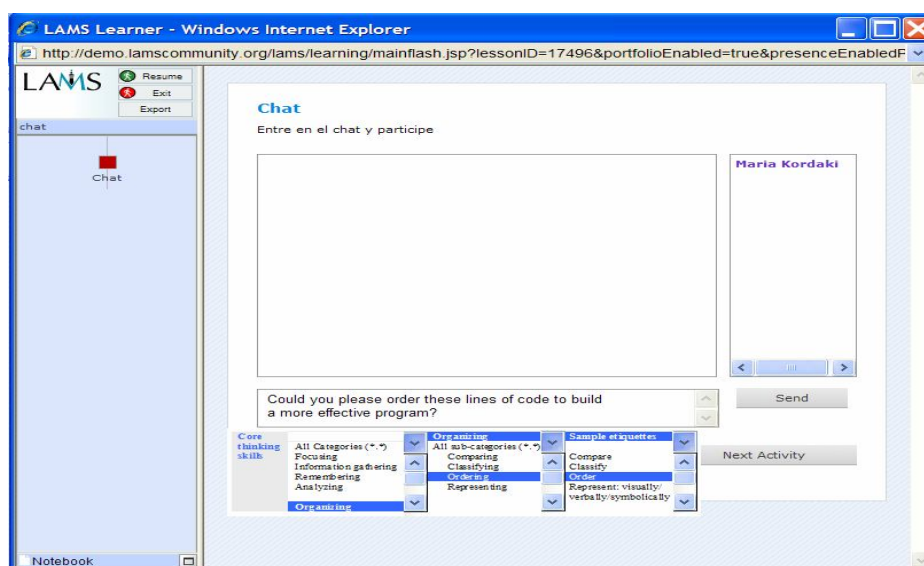 LAMS Learner - Windows Internet Explorer
http://demo.lamscommunity.org/lams/learning/mainflash.jsp?lessonID=17496&portfolioEnabled=true&presenceEnabledF
LAMS
Resume
Exit
Export
chat
Chat
Notebook
Chat
Entre en el chat y participe
Maria Kordaki
Could you please order these lines of code to build
a more effective program?
Send
Next Activity
Core
thinking
skills
All Categories (*.*)
Focusing
Information gathering
Remembering
Analyzing
Organizing
Organizing
All sub-categories (*.*)
Comparing
Classifying
Ordering
Representing
Sample etiquettes
Compare
Classify
Order
Represent: visually/
verbally/symbolically